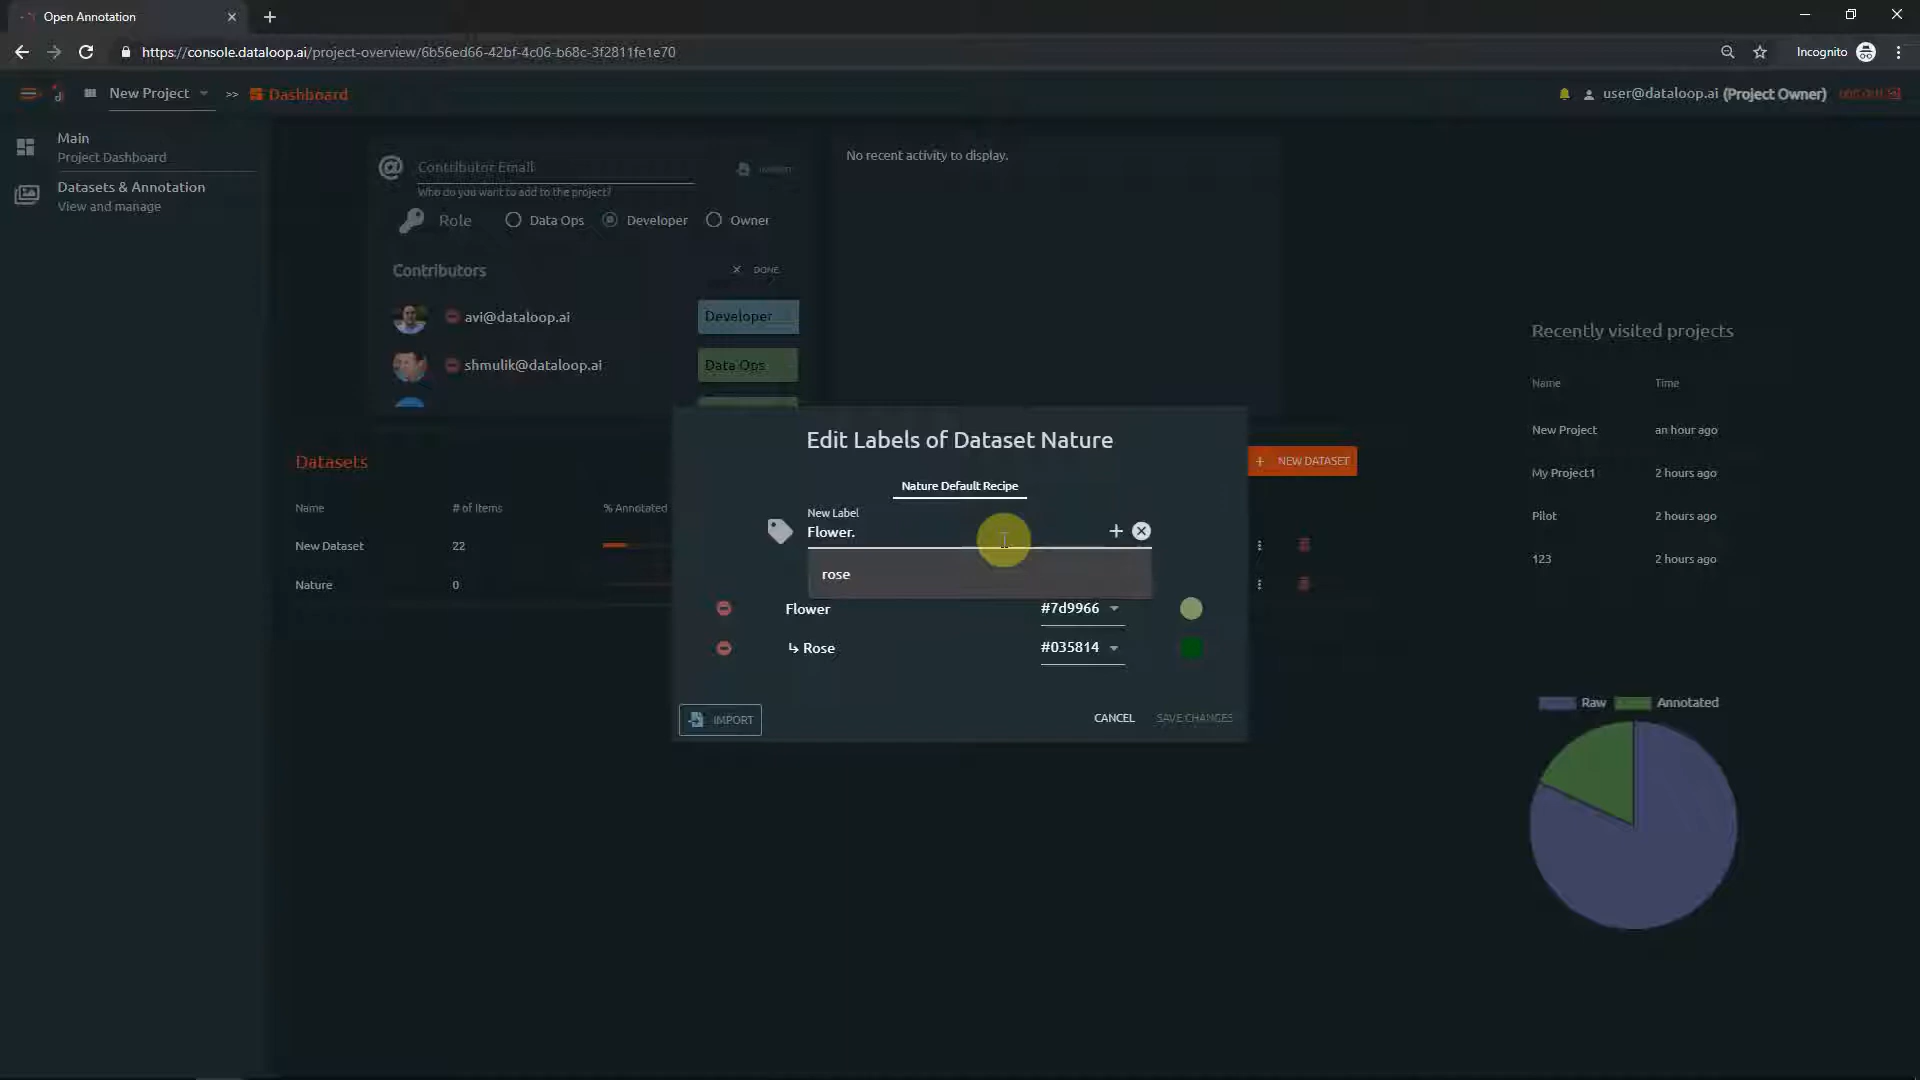 Open Annotation
https://console.dataloop.ai/project-overview/6b56ed66-42bf-4c06-b68c-3f2811fe1e70
Incognito
New Project >> Dashboard
user@dataloop.ai (Project Owner)
Main
Project Dashboard
Datasets & Annotation
View and manage
Contributor Email
Who do you want to add to the project?
Role Data Ops Developer Owner
Contributors DONE
avi@dataloop.ai Developer
shmulik@dataloop.ai Data Ops
No recent activity to display.
Recently visited projects
Name Time
New Project an hour ago
My Project1 2 hours ago
Pilot 2 hours ago
123 2 hours ago
Datasets
NEW DATASET
Name # of Items % Annotated
New Dataset 22
Nature 0
Edit Labels of Dataset Nature
Nature Default Recipe
New Label
Flower.
rose
Flower #7d9966
↳ Rose #035814
IMPORT
CANCEL SAVE CHANGES
Raw Annotated